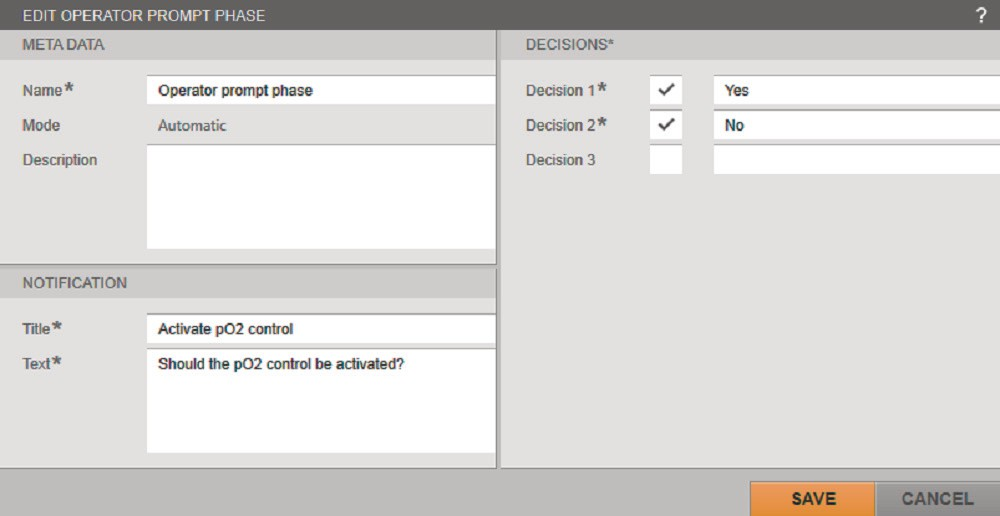 EDIT OPERATOR PROMPT PHASE ?
META DATA
Name* Operator prompt phase
Mode Automatic
Description
NOTIFICATION
Title* Activate pO2 control
Text* Should the pO2 control be activated?
DECISIONS*
Decision 1* Yes
Decision 2* No
Decision 3
SAVE CANCEL